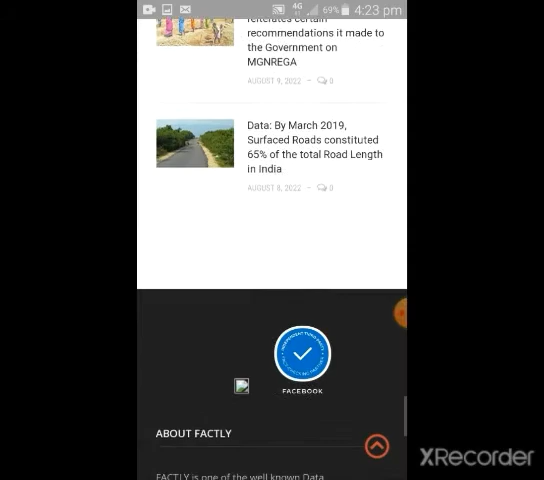 4G 69% 4:23 pm
reiterates certain
recommendations it made to
the Government on
MGNREGA
AUGUST 9, 2022 – 0
Data: By March 2019,
Surfaced Roads constituted
65% of the total Road Length
in India
AUGUST 8, 2022 – 0
FACEBOOK
ABOUT FACTLY
FACTLY is one of the well known Data
XRecorder